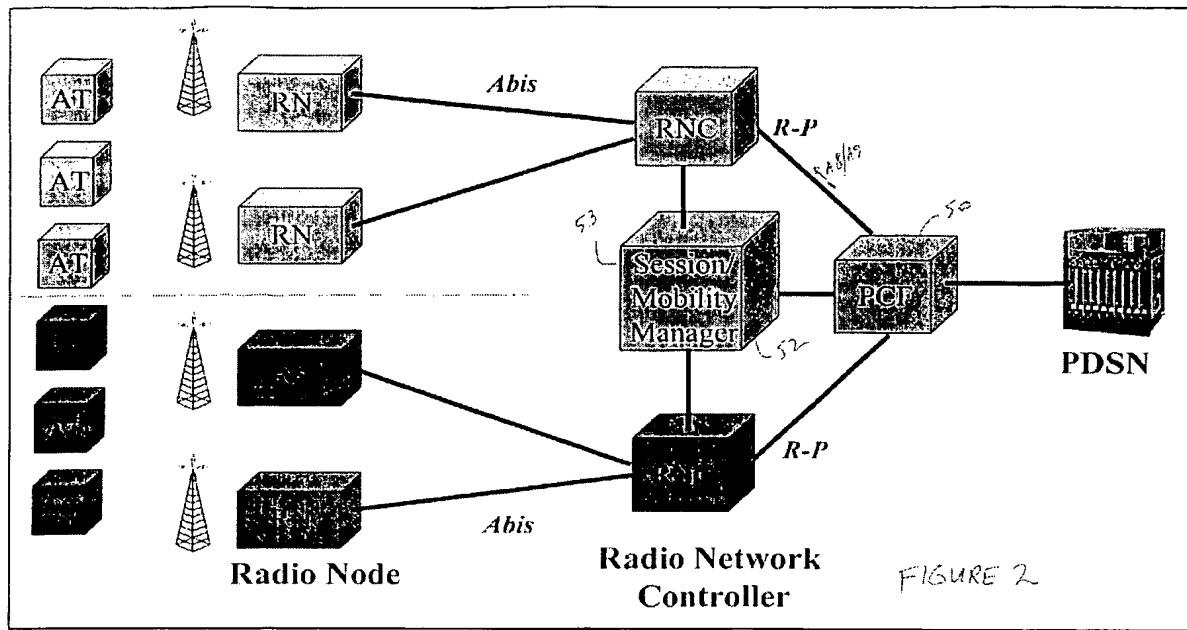 AT
RN
Abis
RNC
R-P
AT
RN
53
50
AT
Session/
Mobility
Manager
PCF
52
PDSN
RNC
R-P
Abis
Radio Node
Radio Network
Controller
FIGURE 2